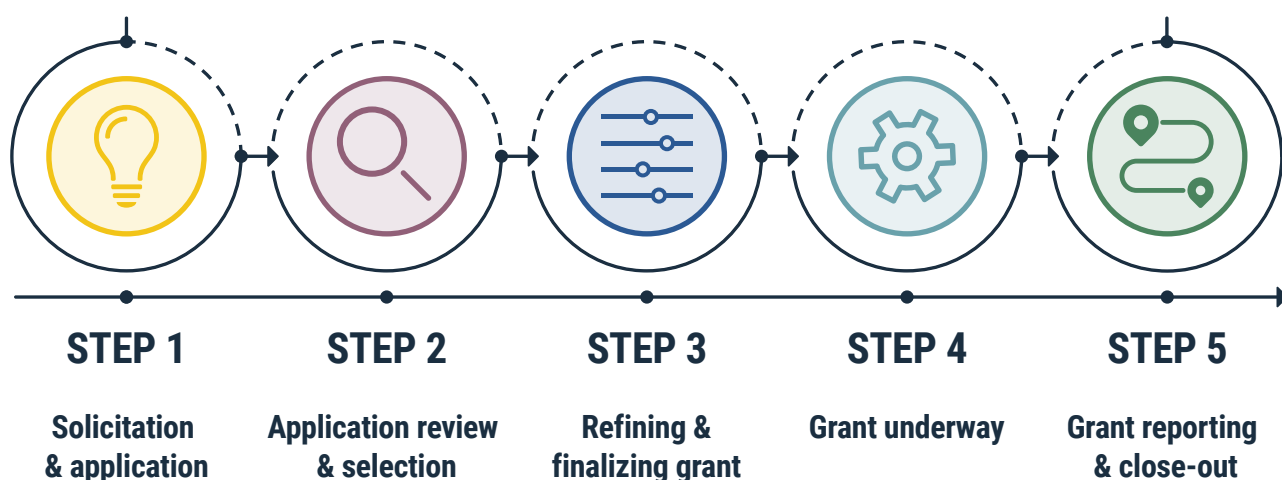 STEP 1
Solicitation
& application
STEP 2
Application review
& selection
STEP 3
Refining &
finalizing grant
STEP 4
Grant underway
STEP 5
Grant reporting
& close-out